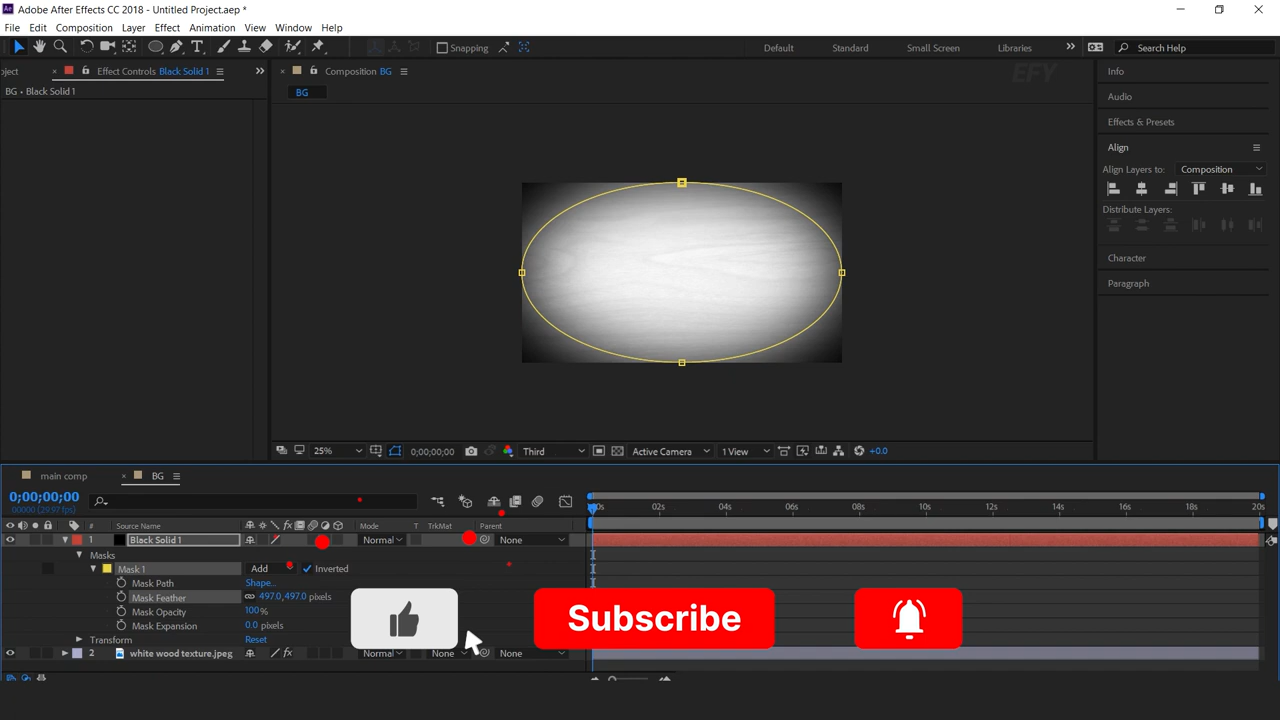 Adobe After Effects CC 2018 - Untitled Project.aep *
File Edit Composition Layer Effect Animation View Window Help
Snapping Default Standard Small Screen Libraries Search Help
oject Effect Controls Black Solid 1 Composition BG EFY Info
BG • Black Solid 1 BG
Audio
Effects & Presets
Align
Align Layers to: Composition
Distribute Layers:
Character
Paragraph
25% 0;00;00;00 Third Active Camera 1 View +0.0
main comp BG
0;00;00;00
00000 (29.97 fps)
02s 04s 06s 08s 10s 12s 14s 16s 18s 20s
# Source Name Mode T TrkMat Parent
1 Black Solid 1 Normal None
Masks
Mask 1 Add Inverted
Mask Path Shape...
Mask Feather 497.0,497.0 pixels
Mask Opacity 100%
Mask Expansion 0.0 pixels
Subscribe
Transform Reset
2 white wood texture.jpeg Normal None None